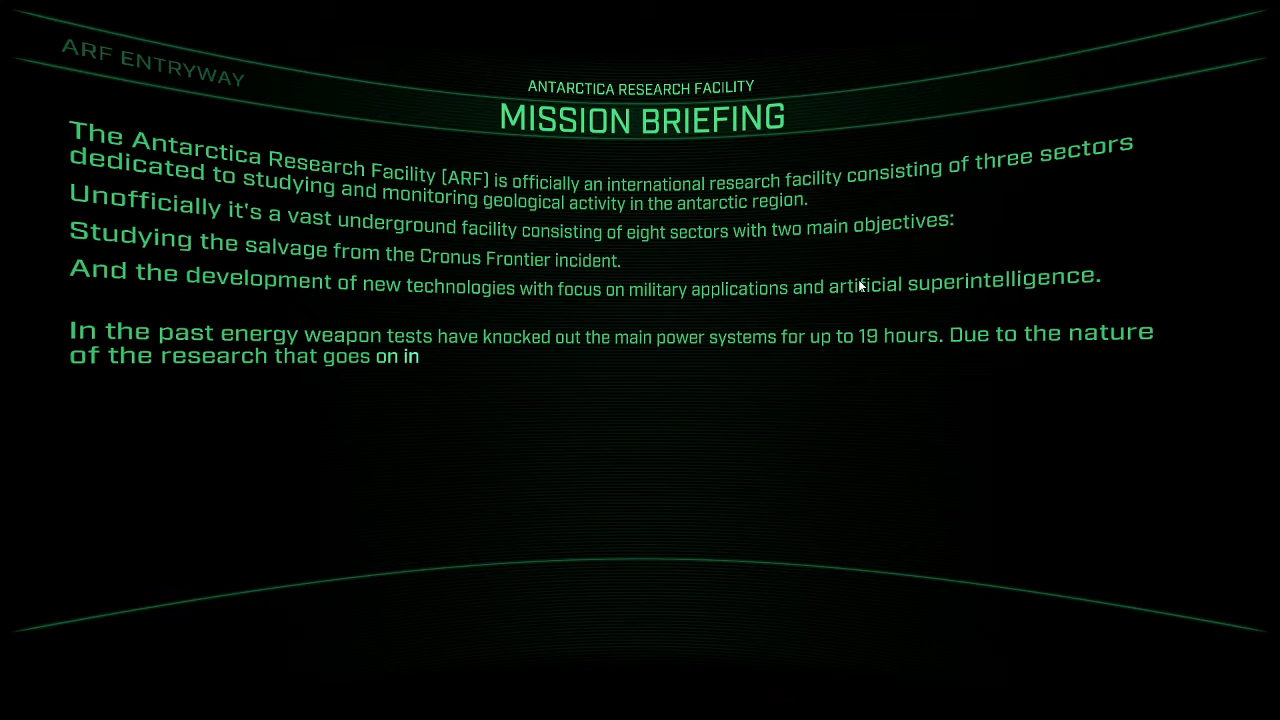 ARF ENTRYWAY
ANTARCTICA RESEARCH FACILITY
MISSION BRIEFING
The Antarctica Research Facility (ARF) is officially an international research facility consisting of three sectors
dedicated to studying and monitoring geological activity in the antarctic region.
Unofficially it's a vast underground facility consisting of eight sectors with two main objectives:
Studying the salvage from the Cronus Frontier incident.
And the development of new technologies with focus on military applications and artificial superintelligence.
In the past energy weapon tests have knocked out the main power systems for up to 19 hours. Due to the nature
of the research that goes on in